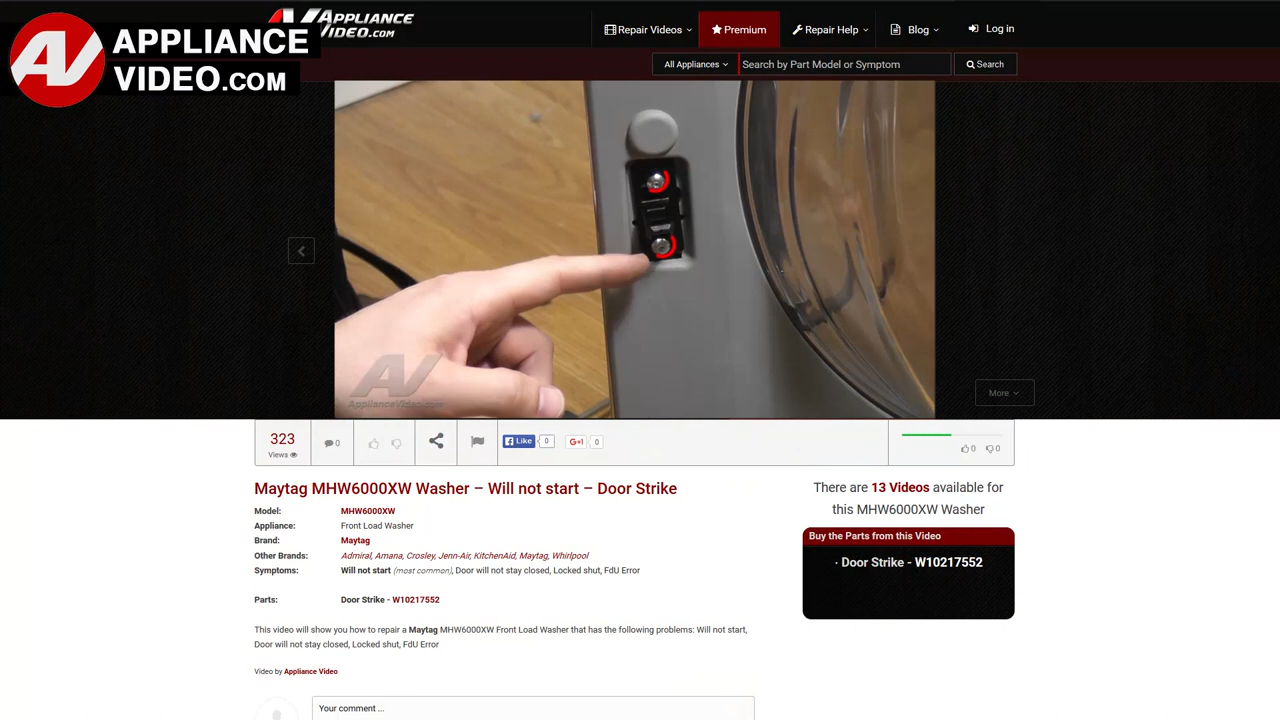 APPLIANCE
VIDEO.COM
APPLIANCE
VIDEO.COM
Repair Videos
Premium
Repair Help
Blog
Log in
All Appliances
Search by Part Model or Symptom
Search
AV
ApplianceVideo.com
More
323
Views
0
Like
0
G+1
0
0
0
Maytag MHW6000XW Washer – Will not start – Door Strike
Model: MHW6000XW
Appliance: Front Load Washer
Brand: Maytag
Other Brands: Admiral, Amana, Crosley, Jenn-Air, KitchenAid, Maytag, Whirlpool
Symptoms: Will not start (most common), Door will not stay closed, Locked shut, FdU Error
Parts: Door Strike - W10217552
This video will show you how to repair a Maytag MHW6000XW Front Load Washer that has the following problems: Will not start,
Door will not stay closed, Locked shut, FdU Error
Video by Appliance Video
Your comment ...
There are 13 Videos available for
this MHW6000XW Washer
Buy the Parts from this Video
· Door Strike - W10217552